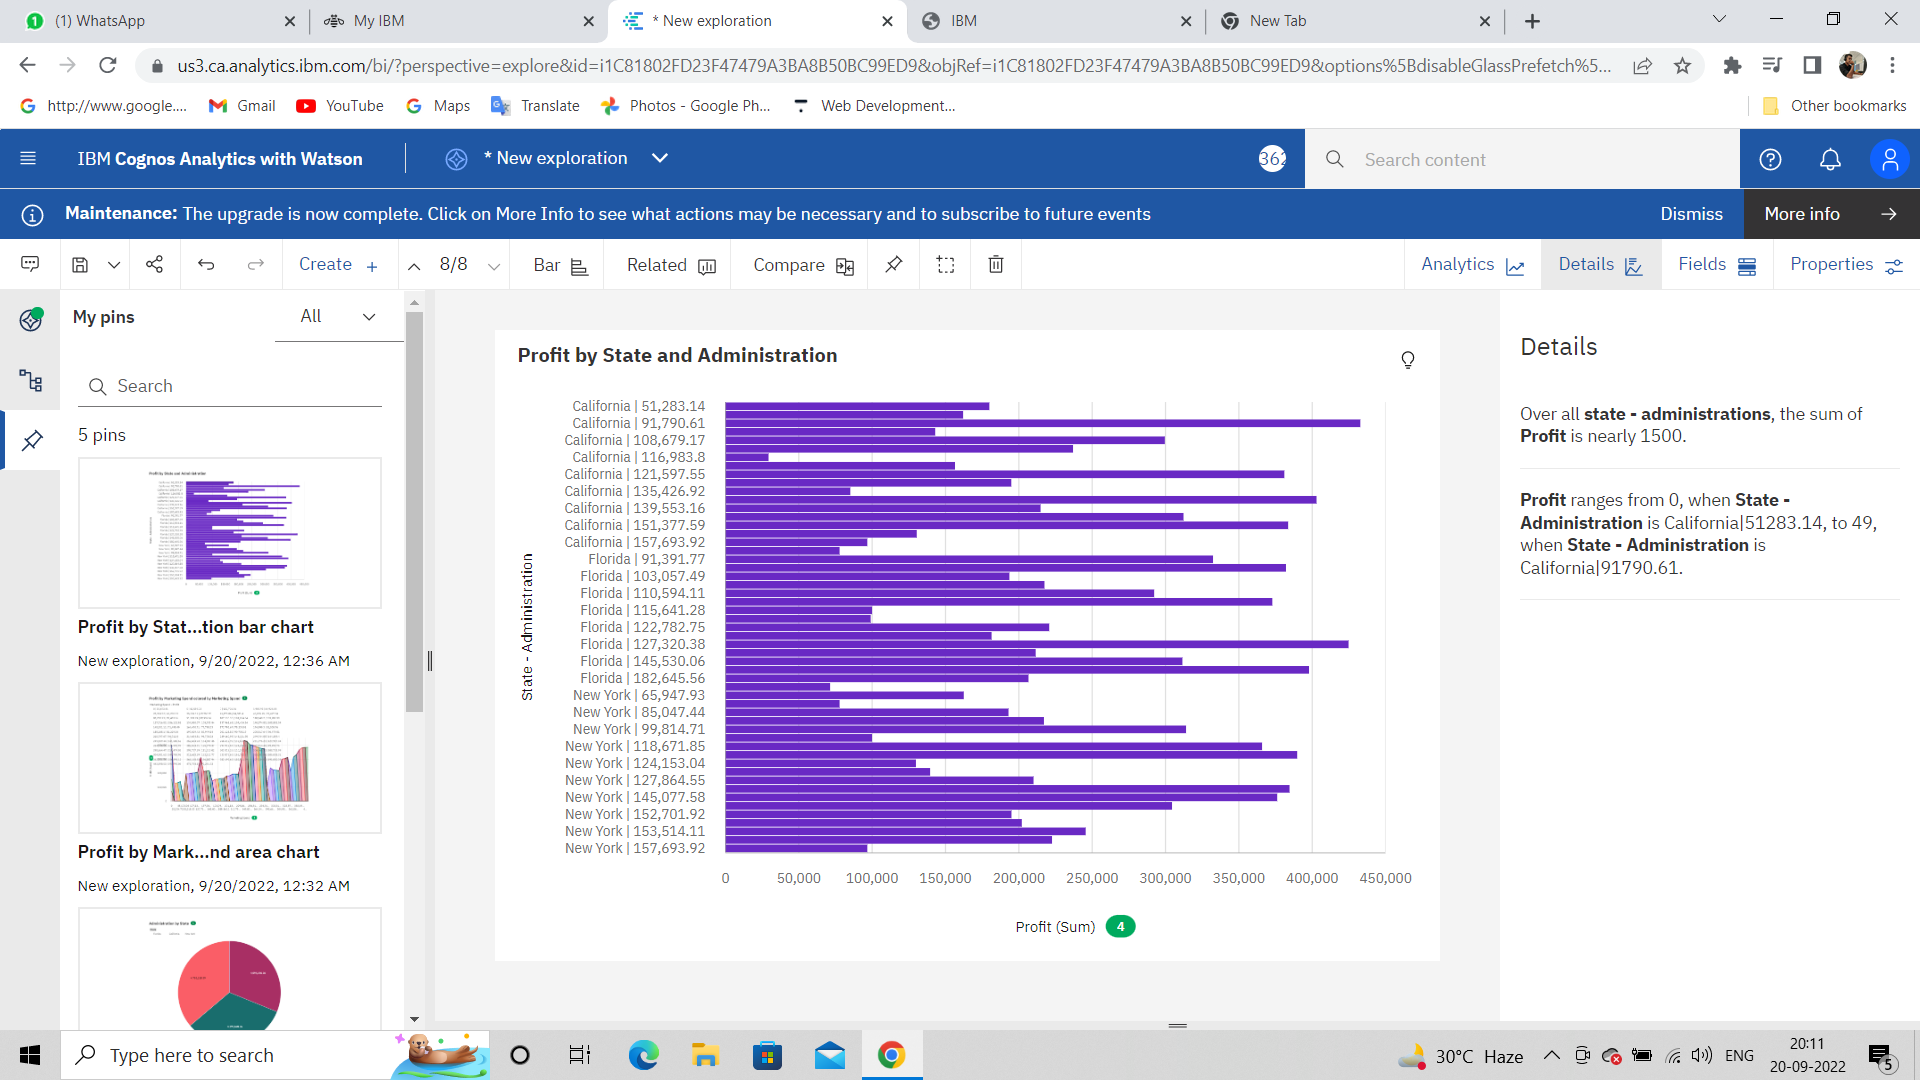 (1) WhatsApp
My IBM
* New exploration
IBM
New Tab
us3.ca.analytics.ibm.com/bi/?perspective=explore&id=i1C81802FD23F47479A3BA8B50BC99ED9&objRef=i1C81802FD23F47479A3BA8B50BC99ED9&options%5BdisableGlassPrefetch%5...
http://www.google....
Gmail
YouTube
Maps
Translate
Photos - Google Ph...
Web Development...
Other bookmarks
IBM Cognos Analytics with Watson
* New exploration
362
Search content
Maintenance: The upgrade is now complete. Click on More Info to see what actions may be necessary and to subscribe to future events
Dismiss
More info
Create
8/8
Bar
Related
Compare
Analytics
Details
Fields
Properties
My pins
All
Search
5 pins
Profit by Stat...tion bar chart
New exploration, 9/20/2022, 12:36 AM
Profit by Mark...nd area chart
New exploration, 9/20/2022, 12:32 AM
Profit by State and Administration
State - Administration
California | 51,283.14
California | 91,790.61
California | 108,679.17
California | 116,983.8
California | 121,597.55
California | 135,426.92
California | 139,553.16
California | 151,377.59
California | 157,693.92
Florida | 91,391.77
Florida | 103,057.49
Florida | 110,594.11
Florida | 115,641.28
Florida | 122,782.75
Florida | 127,320.38
Florida | 145,530.06
Florida | 182,645.56
New York | 65,947.93
New York | 85,047.44
New York | 99,814.71
New York | 118,671.85
New York | 124,153.04
New York | 127,864.55
New York | 145,077.58
New York | 152,701.92
New York | 153,514.11
New York | 157,693.92
0 50,000 100,000 150,000 200,000 250,000 300,000 350,000 400,000 450,000
Profit (Sum) 4
Details
Over all state - administrations, the sum of
Profit is nearly 1500.
Profit ranges from 0, when State -
Administration is California|51283.14, to 49,
when State - Administration is
California|91790.61.
Type here to search
30°C Haze
ENG
20:11
20-09-2022
5